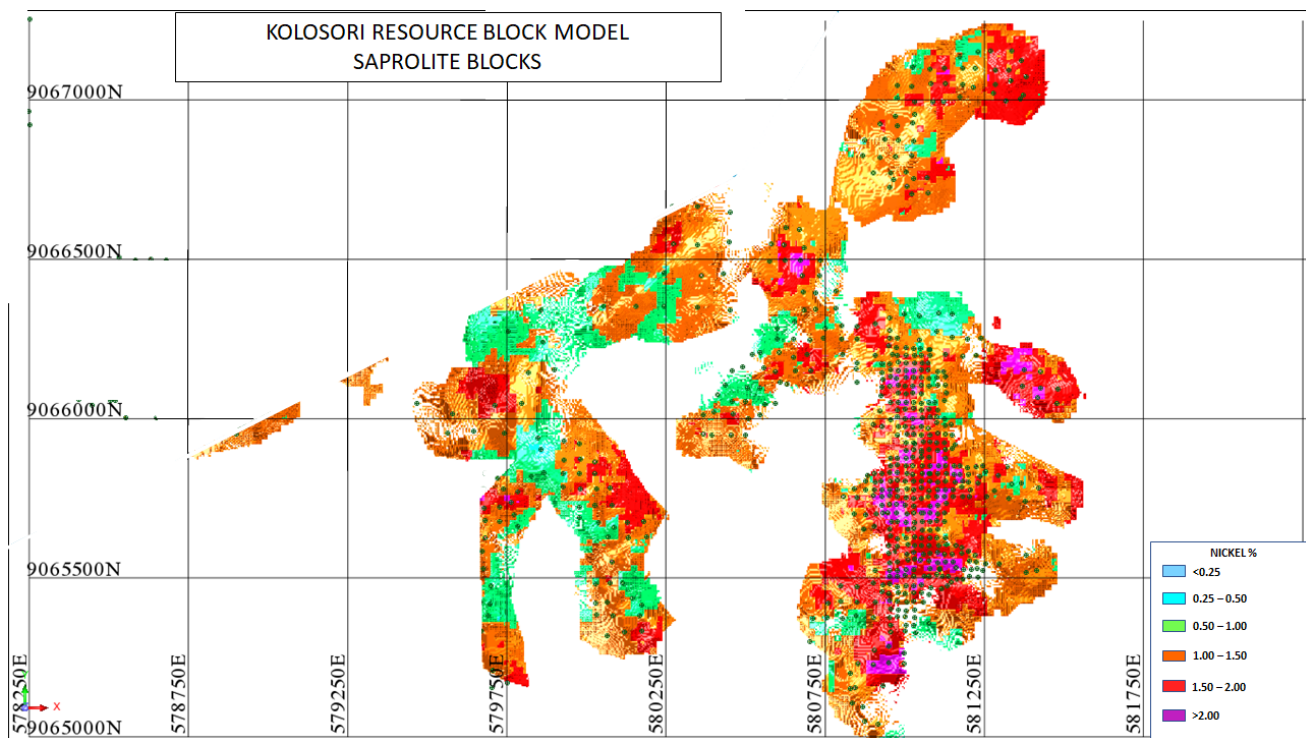 KOLOSORI RESOURCE BLOCK MODEL
SAPROLITE BLOCKS
9067000N
9066500N
9066000N
9065500N
9065000N
578250E
578750E
579250E
579750E
580250E
580750E
581250E
581750E
X
NICKEL %
<0.25
0.25 – 0.50
0.50 – 1.00
1.00 – 1.50
1.50 – 2.00
>2.00